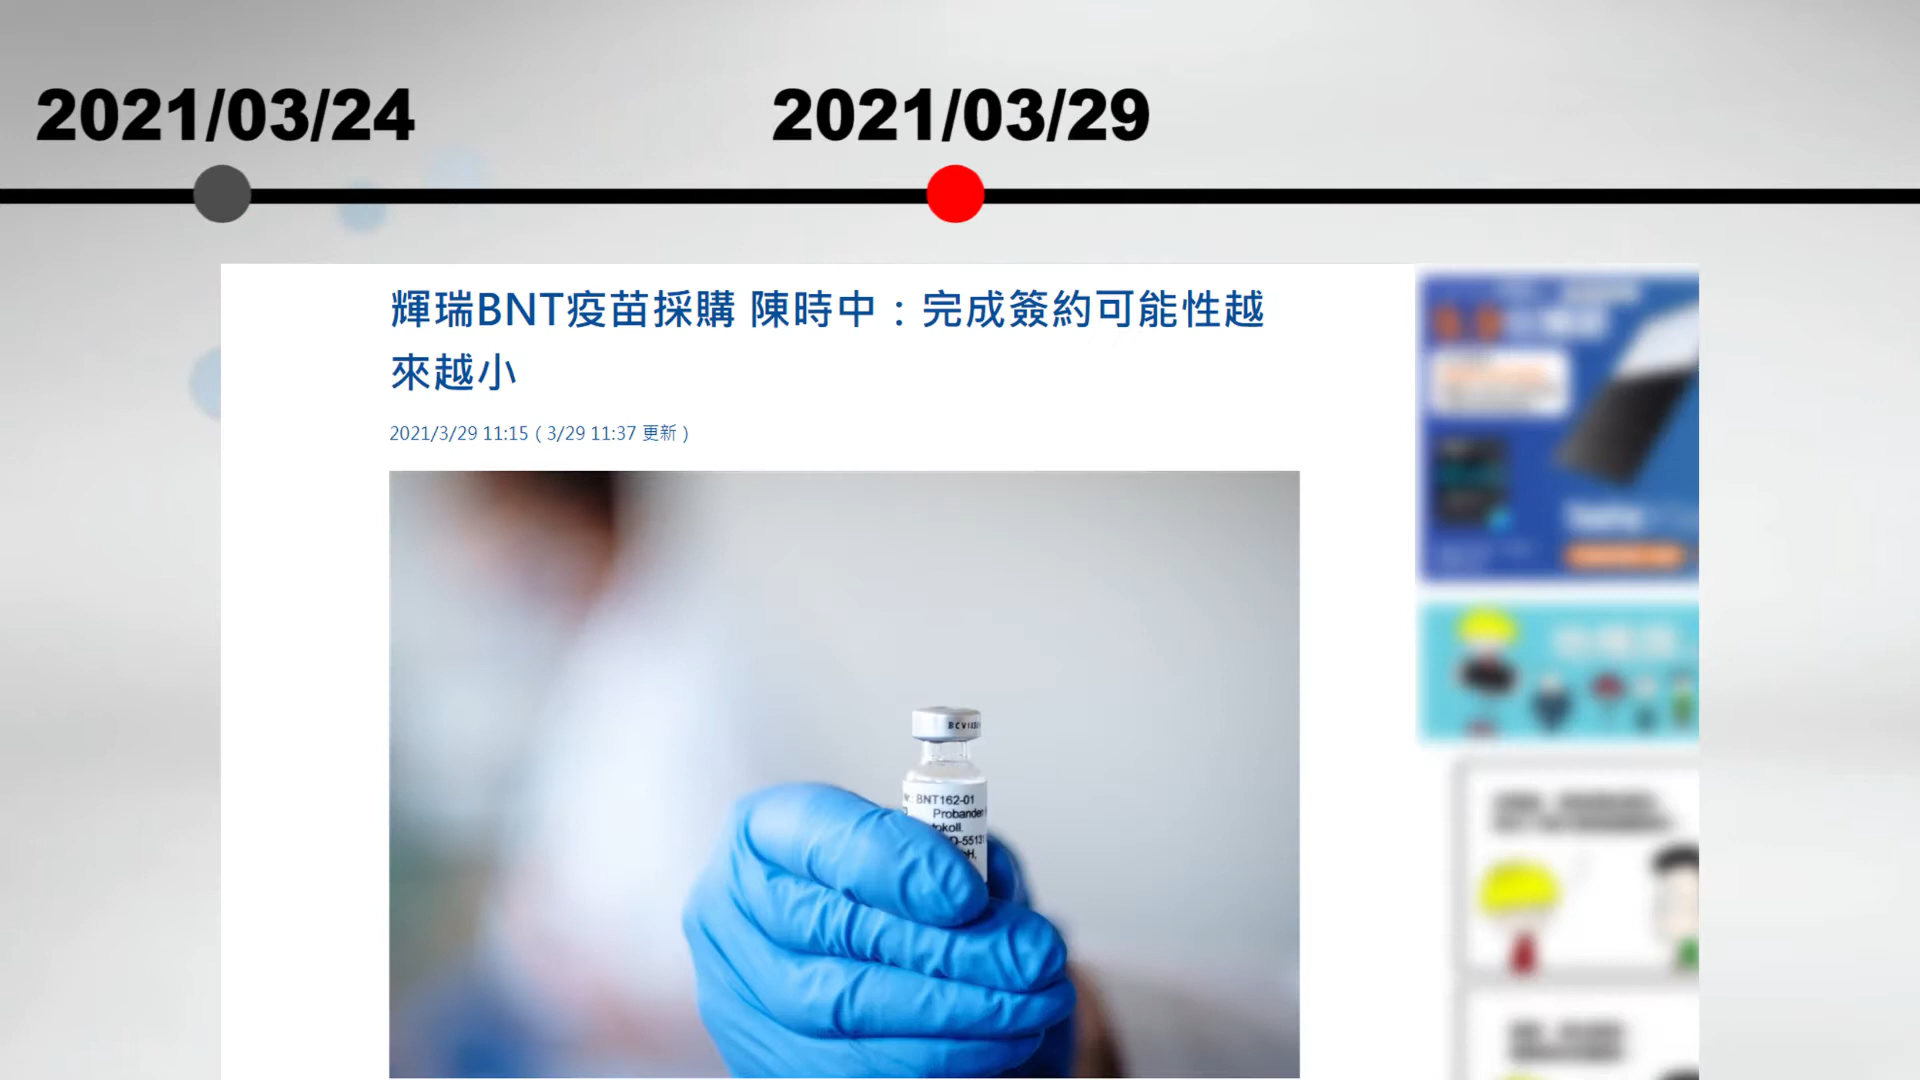 2021/03/24
2021/03/29
輝瑞BNT疫苗採購 陳時中：完成簽約可能性越
來越小
2021/3/29 11:15（3/29 11:37 更新）
BNT162-01
Probanden